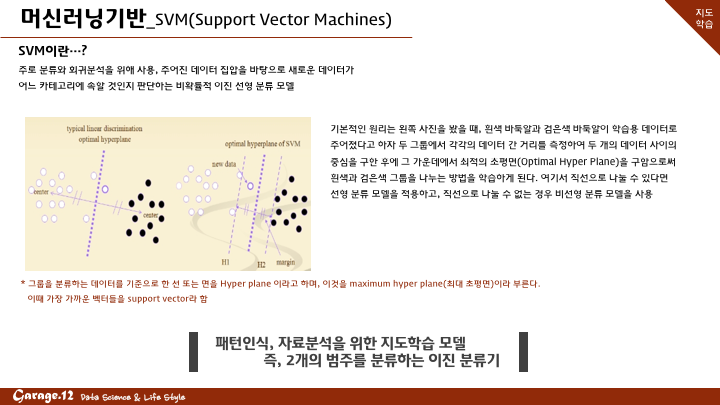 머신러닝기반_SVM(Support Vector Machines)
지도
학습
SVM이란…?
주로 분류와 회귀분석을 위해 사용, 주어진 데이터 집합을 바탕으로 새로운 데이터가
어느 카테고리에 속할 것인지 판단하는 비확률적 이진 선형 분류 모델
typical linear discrimination
optimal hyperplane
optimal hyperplane of SVM
new data
center
center
H1
H2
margin
기본적인 원리는 왼쪽 사진을 봤을 때, 흰색 바둑알과 검은색 바둑알이 학습용 데이터로
주어졌다고 하자 두 그룹에서 각각의 데이터 간 거리를 측정하여 두 개의 데이터 사이의
중심을 구한 후에 그 가운데에서 최적의 초평면(Optimal Hyper Plane)을 구함으로써
흰색과 검은색 그룹을 나누는 방법을 학습하게 된다. 여기서 직선으로 나눌 수 있다면
선형 분류 모델을 적용하고, 직선으로 나눌 수 없는 경우 비선형 분류 모델을 사용
* 그룹을 분류하는 데이터를 기준으로 한 선 또는 면을 Hyper plane 이라고 하며, 이것을 maximum hyper plane(최대 초평면)이라 부른다.
이때 가장 가까운 벡터들을 support vector라 함
패턴인식, 자료분석을 위한 지도학습 모델
즉, 2개의 범주를 분류하는 이진 분류기
Garage.12 Data Science & Life Style